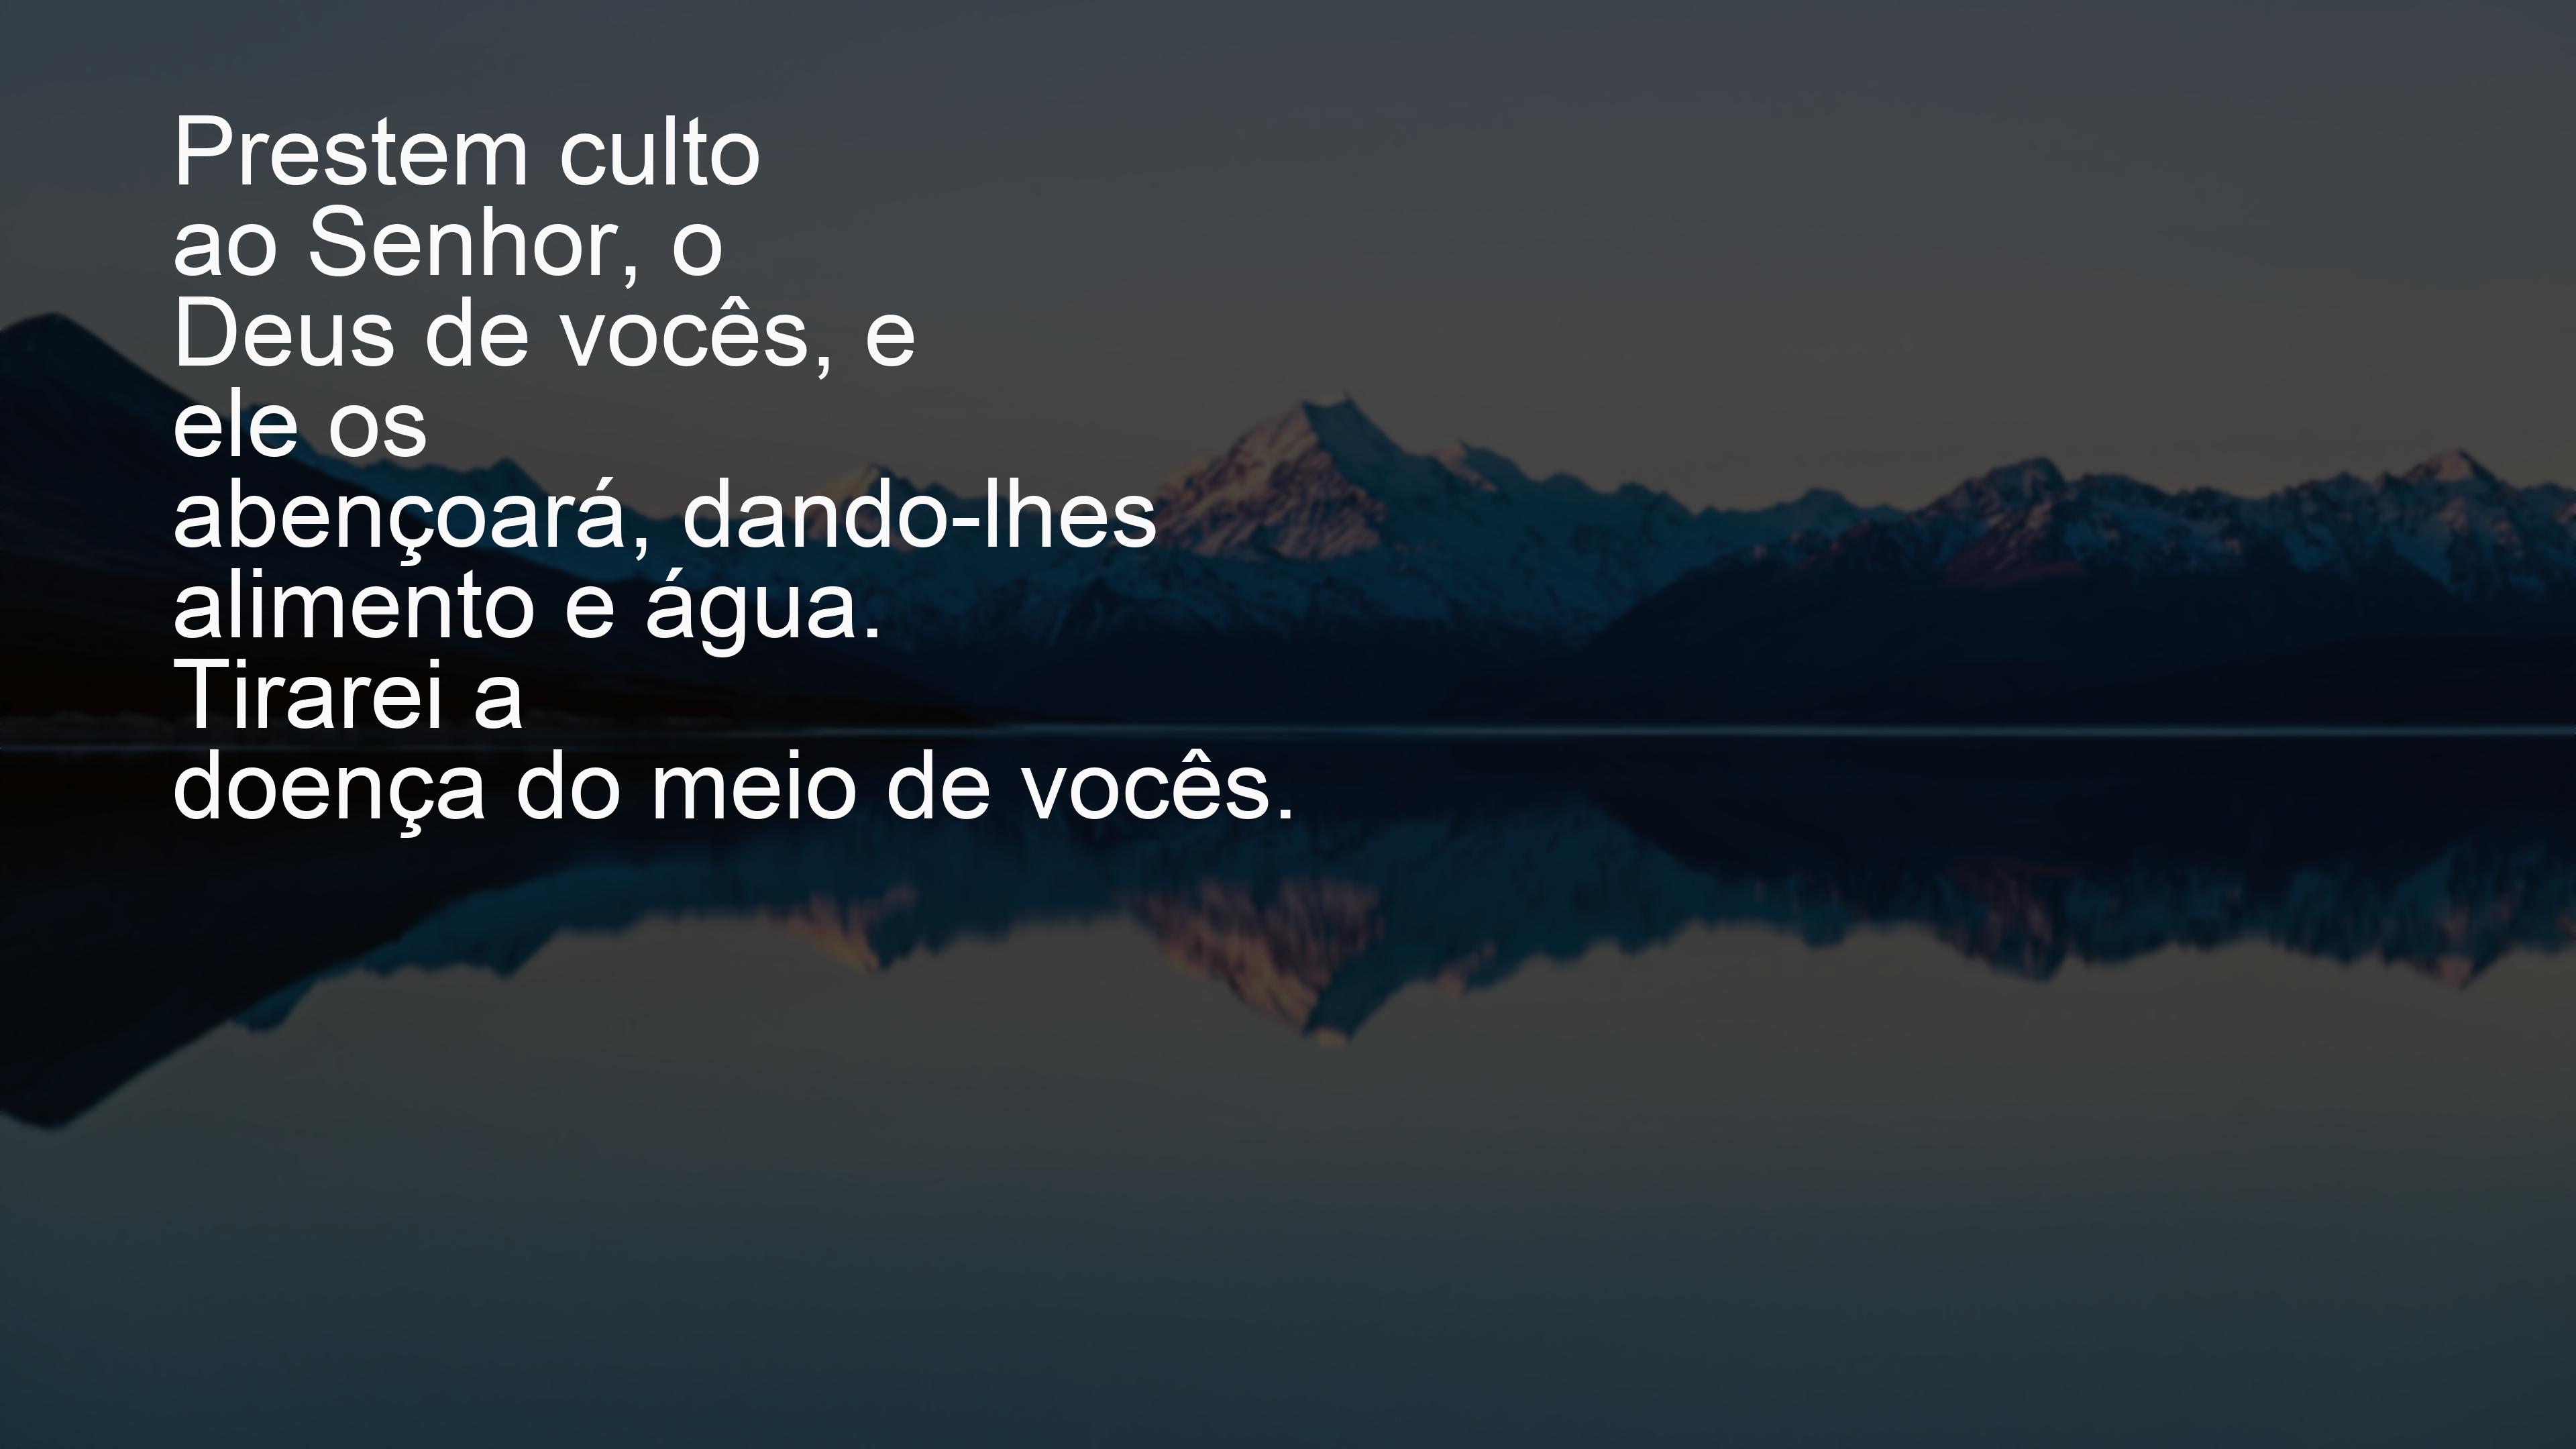 Prestem culto
ao Senhor, o
Deus de vocês, e
ele os
abençoará, dando-lhes
alimento e água.
Tirarei a
doença do meio de vocês.